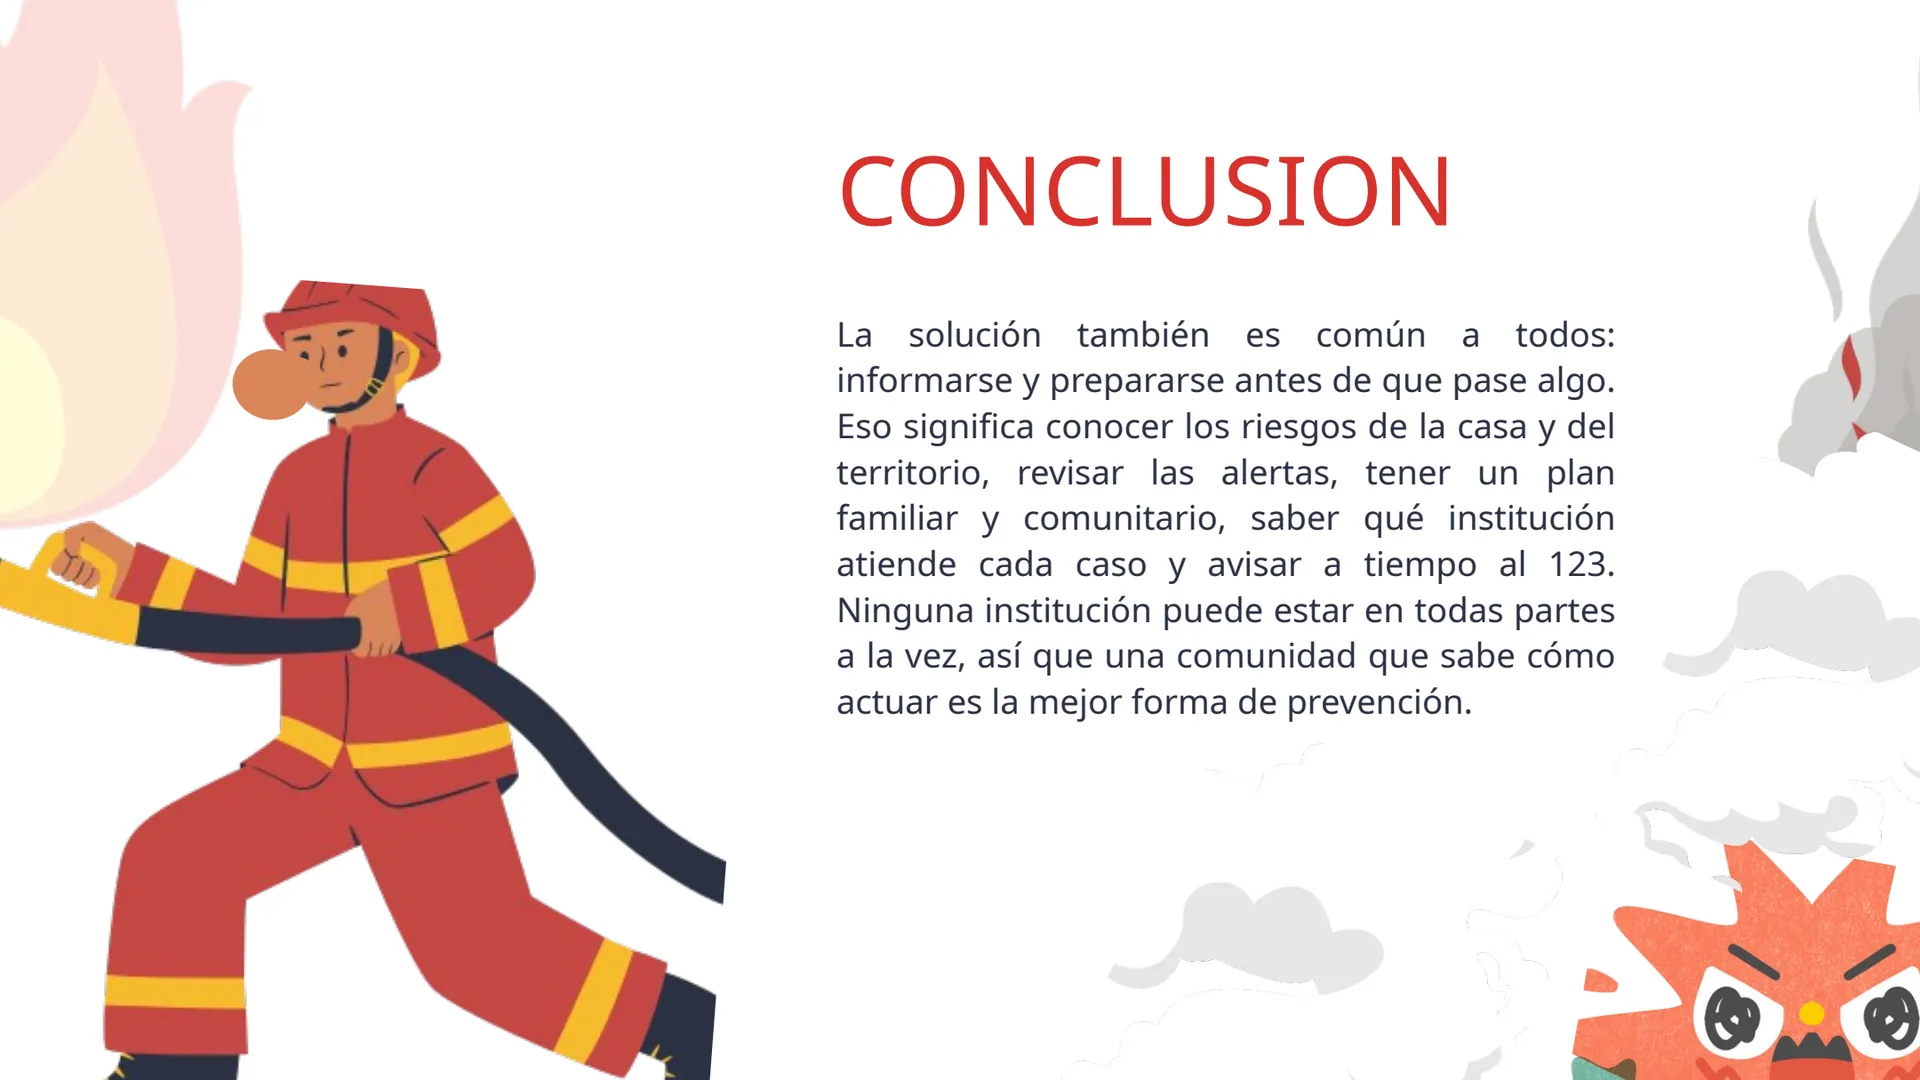 CONCLUSION
La solución también es común a todos:
informarse y prepararse antes de que pase algo.
Eso significa conocer los riesgos de la casa y del
territorio, revisar las alertas, tener un plan
familiar y comunitario, saber qué institución
atiende cada caso y avisar a tiempo al 123.
Ninguna institución puede estar en todas partes
a la vez, así que una comunidad que sabe cómo
actuar es la mejor forma de prevención.